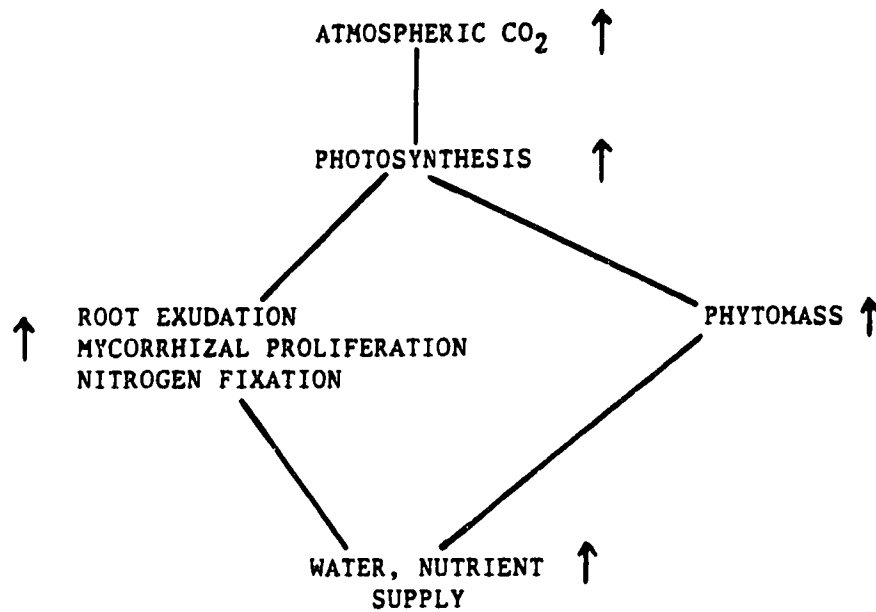 ATMOSPHERIC CO₂ ↑
PHOTOSYNTHESIS ↑
↑ ROOT EXUDATION
MYCORRHIZAL PROLIFERATION
NITROGEN FIXATION
PHYTOMASS ↑
WATER, NUTRIENT ↑
SUPPLY